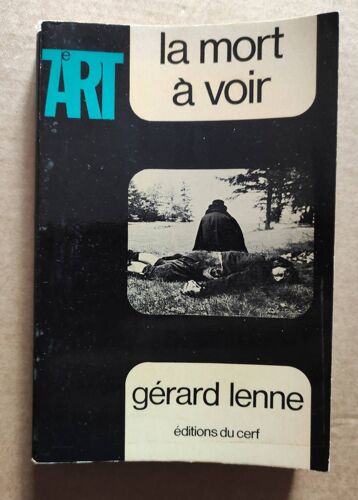 7e ART
la mort
à voir
gérard lenne
éditions du cerf